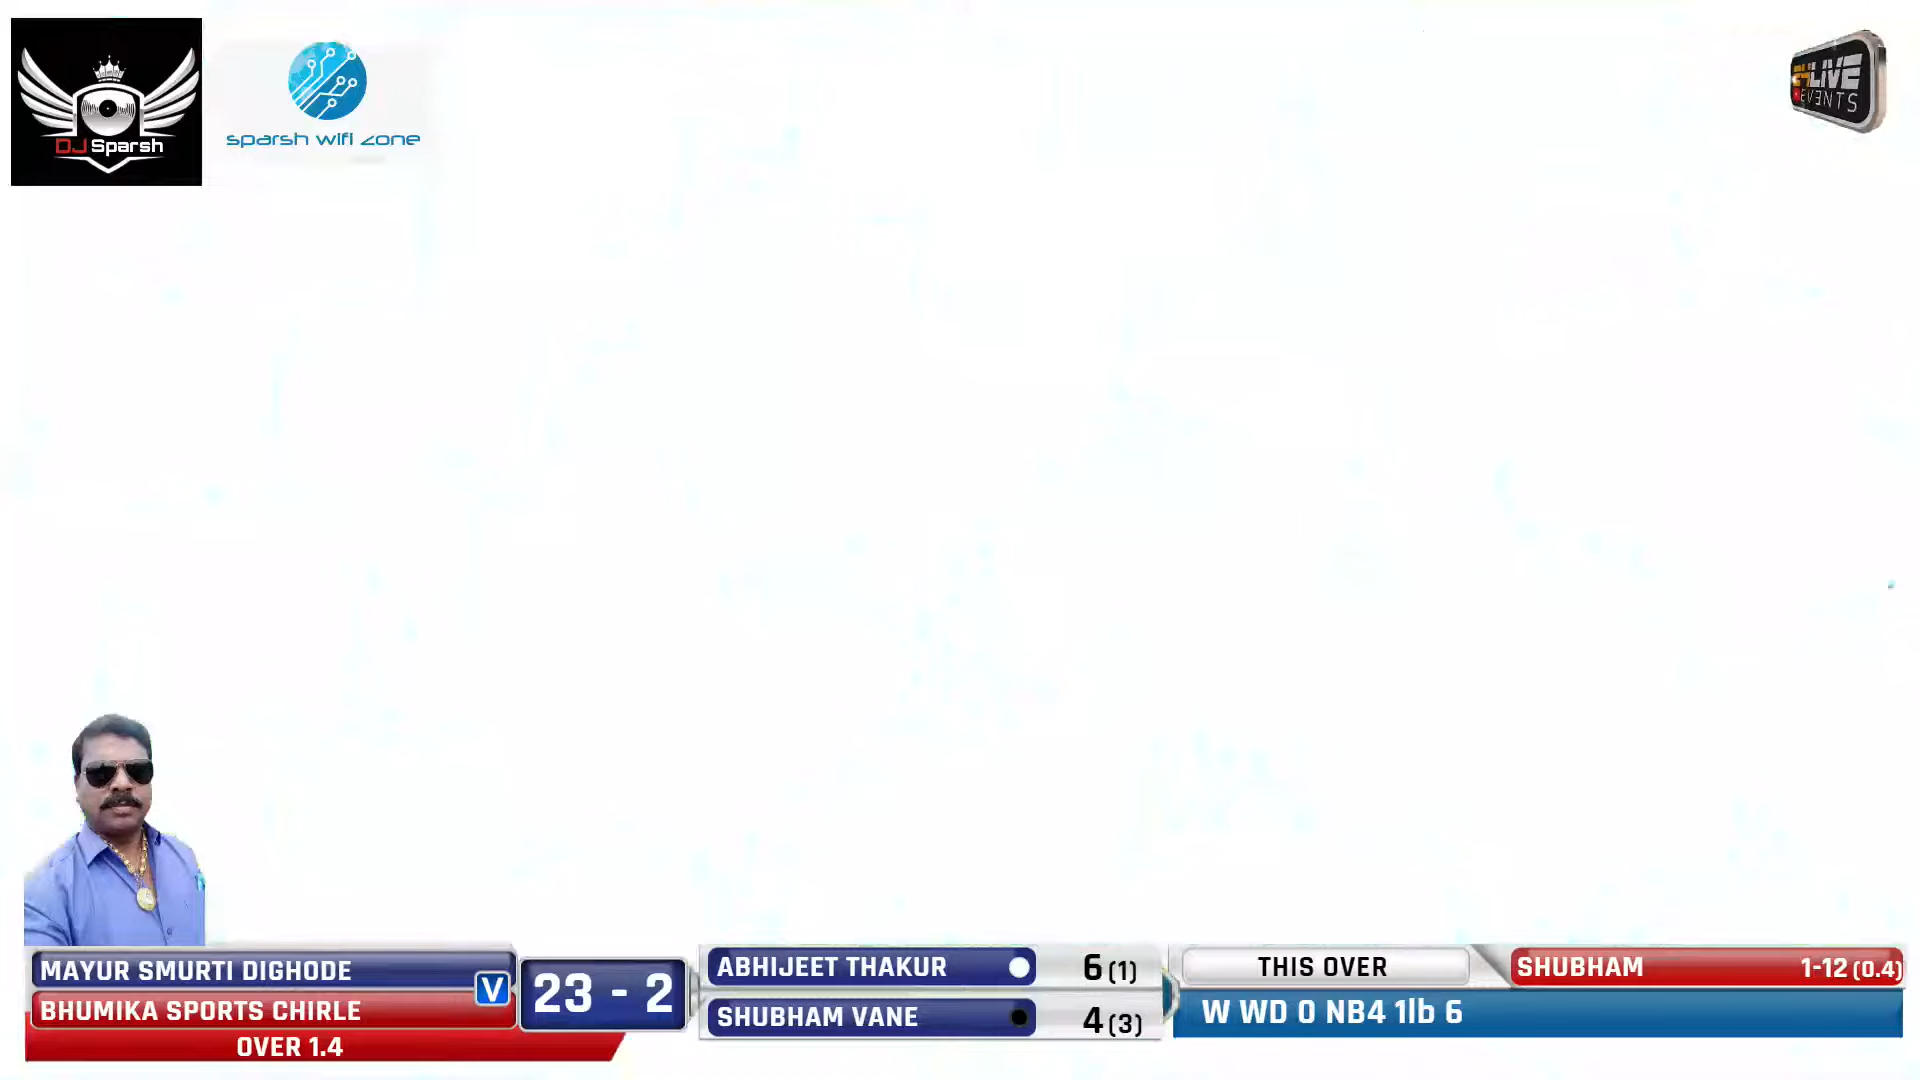 DJ Sparsh
sparsh wifi zone
LIVE
EVENTS
MAYUR SMURTI DIGHODE
BHUMIKA SPORTS CHIRLE
V
OVER 1.4
23 - 2
ABHIJEET THAKUR 6 (1)
SHUBHAM VANE 4 (3)
THIS OVER
SHUBHAM 1-12 (0.4)
W WD 0 NB4 1lb 6